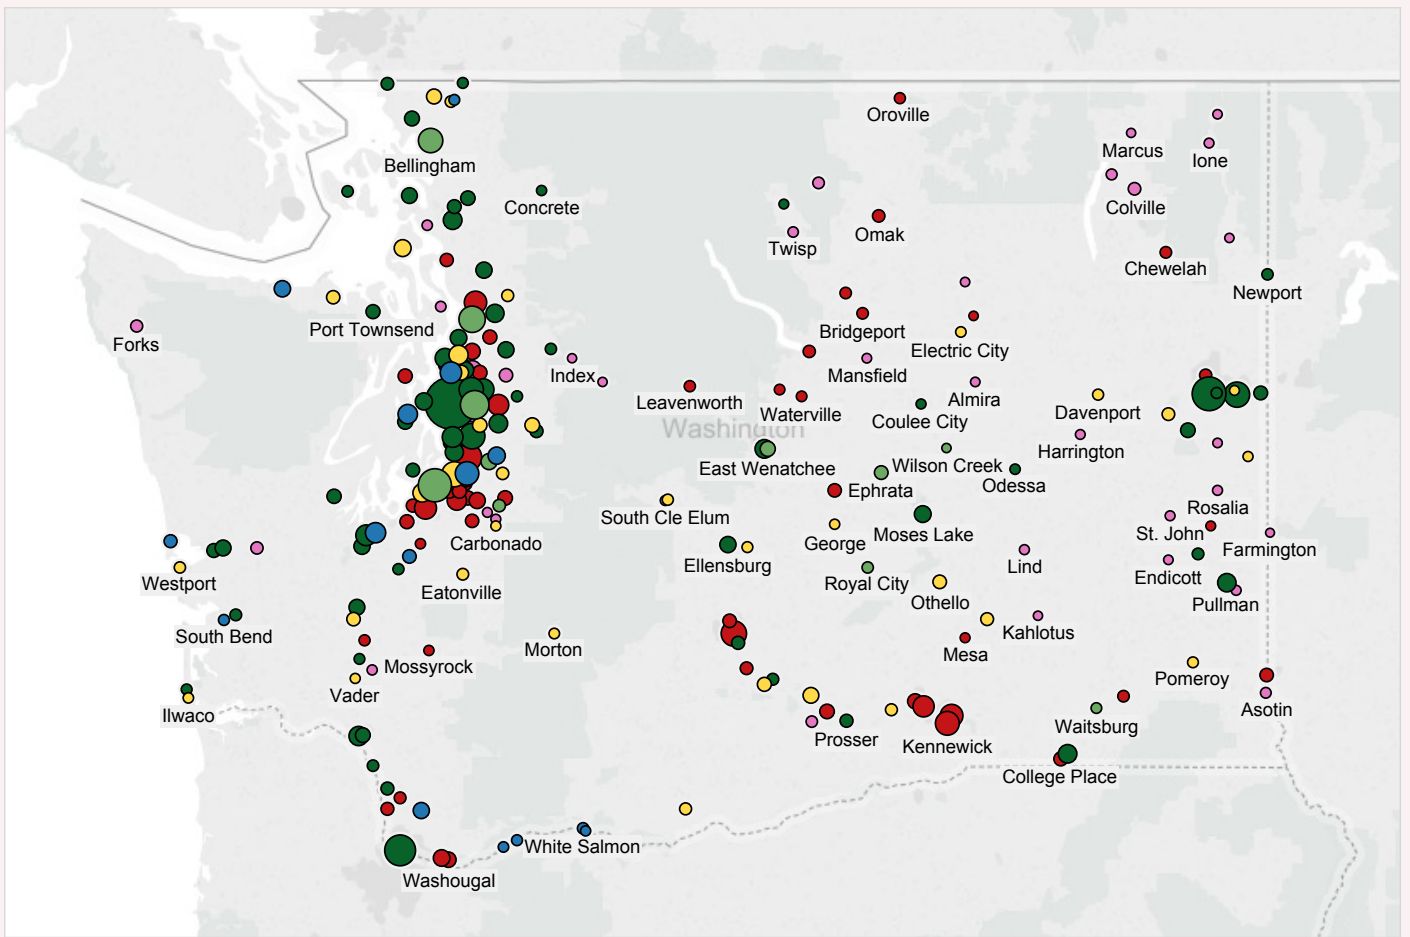 Oroville
Marcus
Ione
Bellingham
Concrete
Colville
Omak
Twisp
Chewelah
Newport
Port Townsend
Bridgeport
Forks
Electric City
Index
Mansfield
Almira
Leavenworth
Waterville
Davenport
Coulee City
Washington
Harrington
East Wenatchee
Wilson Creek
Odessa
Ephrata
Rosalia
South Cle Elum
Moses Lake
St. John
Carbonado
George
Farmington
Ellensburg
Lind
Endicott
Westport
Royal City
Eatonville
Othello
Pullman
Kahlotus
South Bend
Morton
Mesa
Mossyrock
Pomeroy
Vader
Asotin
Ilwaco
Waitsburg
Prosser
Kennewick
College Place
White Salmon
Washougal